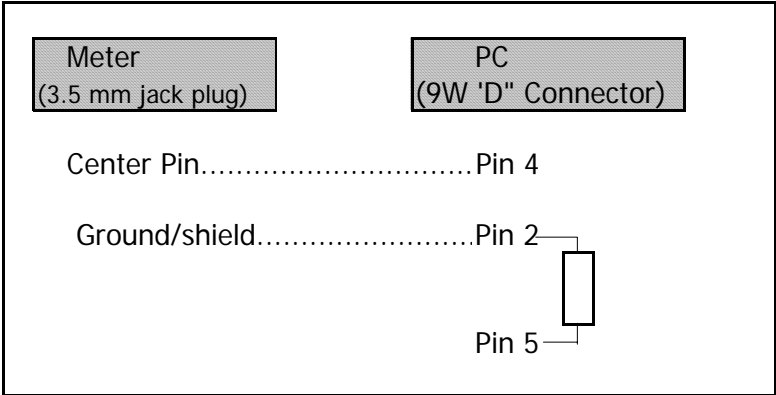 Meter PC
(3.5 mm jack plug) (9W 'D" Connector)
Center Pin...............................Pin 4
Ground/shield........................Pin 2
Pin 5